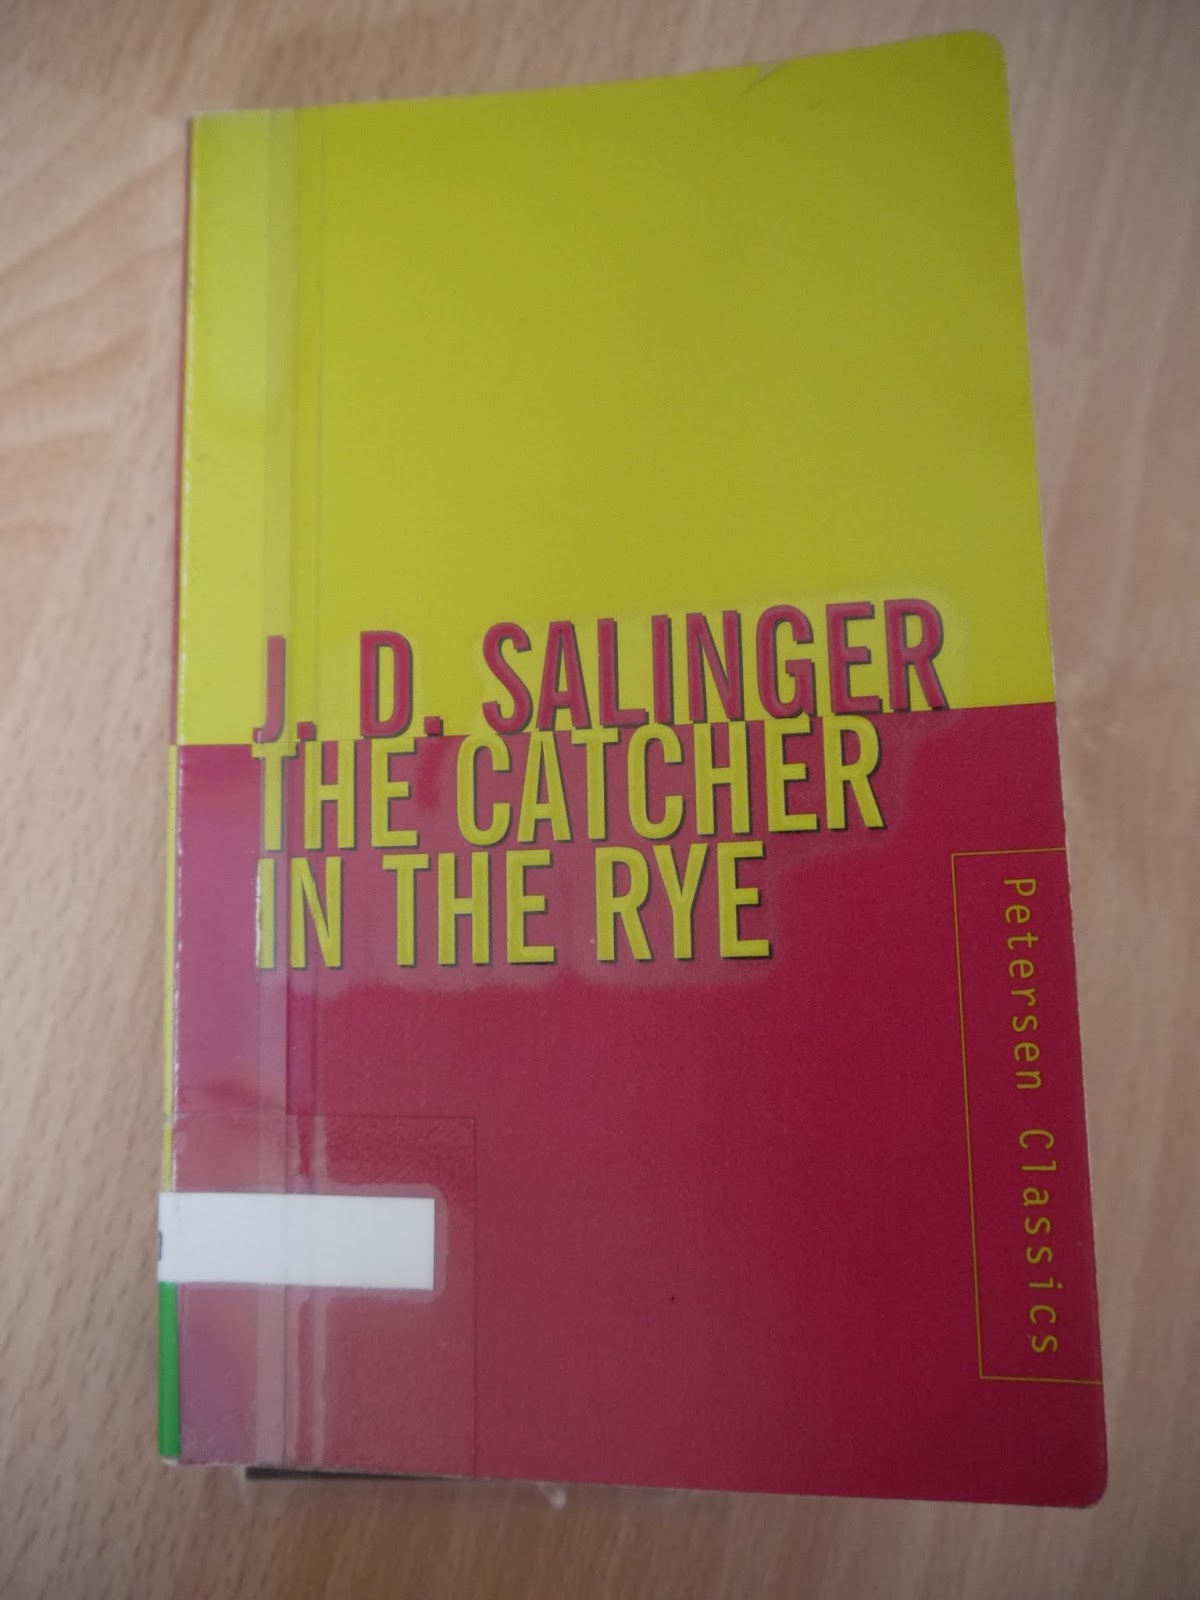 J. D. SALINGER
THE CATCHER
IN THE RYE
Petersen Classics